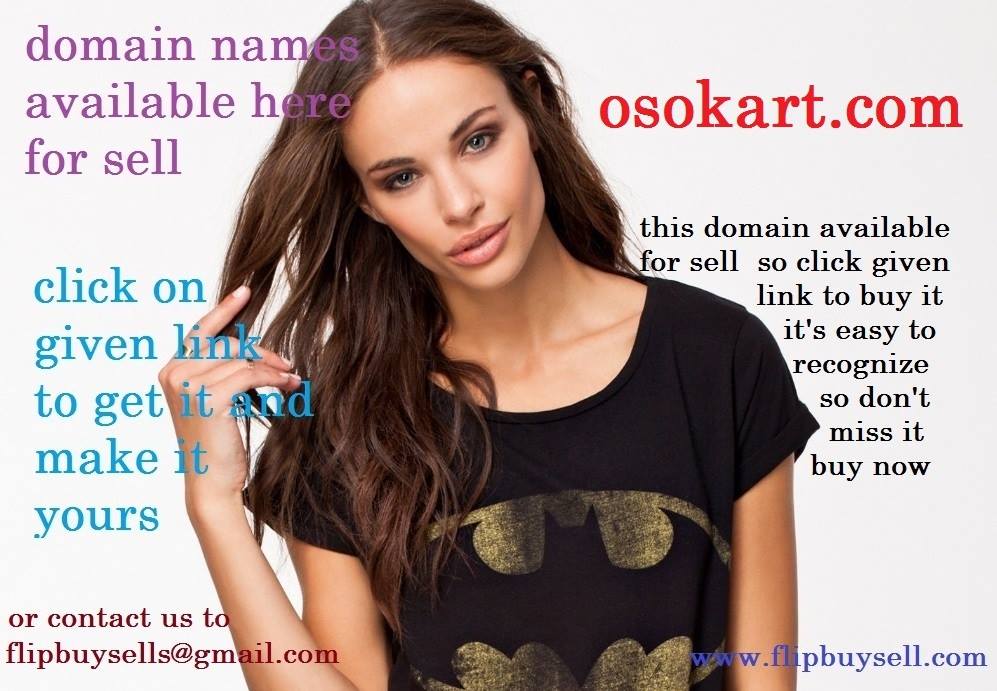 domain names
available here
for sell
osokart.com
this domain available
for sell  so click given
link to buy it
it's easy to
recognize
so don't
miss it
buy now
click on
given link
to get it and
make it
yours
or contact us to
flipbuysells@gmail.com
www.flipbuysell.com